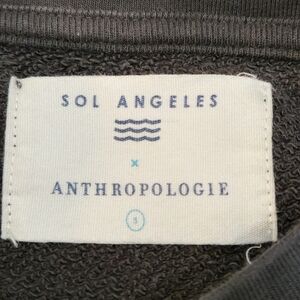 SOL ANGELES
×
ANTHROPOLOGIE
S